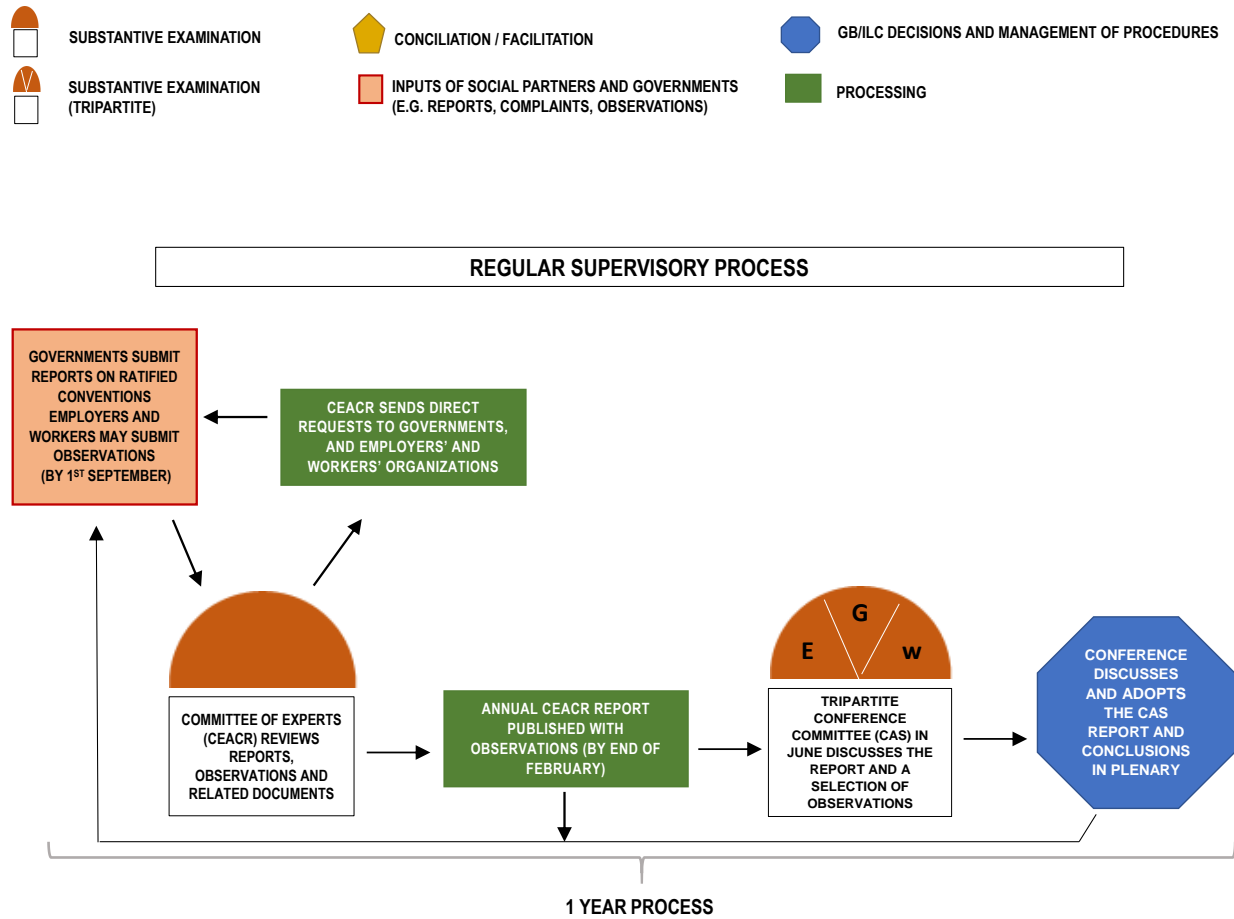 SUBSTANTIVE EXAMINATION
CONCILIATION / FACILITATION
GB/ILC DECISIONS AND MANAGEMENT OF PROCEDURES
SUBSTANTIVE EXAMINATION
(TRIPARTITE)
INPUTS OF SOCIAL PARTNERS AND GOVERNMENTS
(E.G. REPORTS, COMPLAINTS, OBSERVATIONS)
PROCESSING
REGULAR SUPERVISORY PROCESS
GOVERNMENTS SUBMIT
REPORTS ON RATIFIED
CONVENTIONS
EMPLOYERS AND
WORKERS MAY SUBMIT
OBSERVATIONS
(BY 1ST SEPTEMBER)
CEACR SENDS DIRECT
REQUESTS TO GOVERNMENTS,
AND EMPLOYERS' AND
WORKERS' ORGANIZATIONS
COMMITTEE OF EXPERTS
(CEACR) REVIEWS
REPORTS,
OBSERVATIONS AND
RELATED DOCUMENTS
ANNUAL CEACR REPORT
PUBLISHED WITH
OBSERVATIONS (BY END OF
FEBRUARY)
E
G
w
TRIPARTITE
CONFERENCE
COMMITTEE (CAS) IN
JUNE DISCUSSES THE
REPORT AND A
SELECTION OF
OBSERVATIONS
CONFERENCE
DISCUSSES
AND ADOPTS
THE CAS
REPORT AND
CONCLUSIONS
IN PLENARY
1 YEAR PROCESS